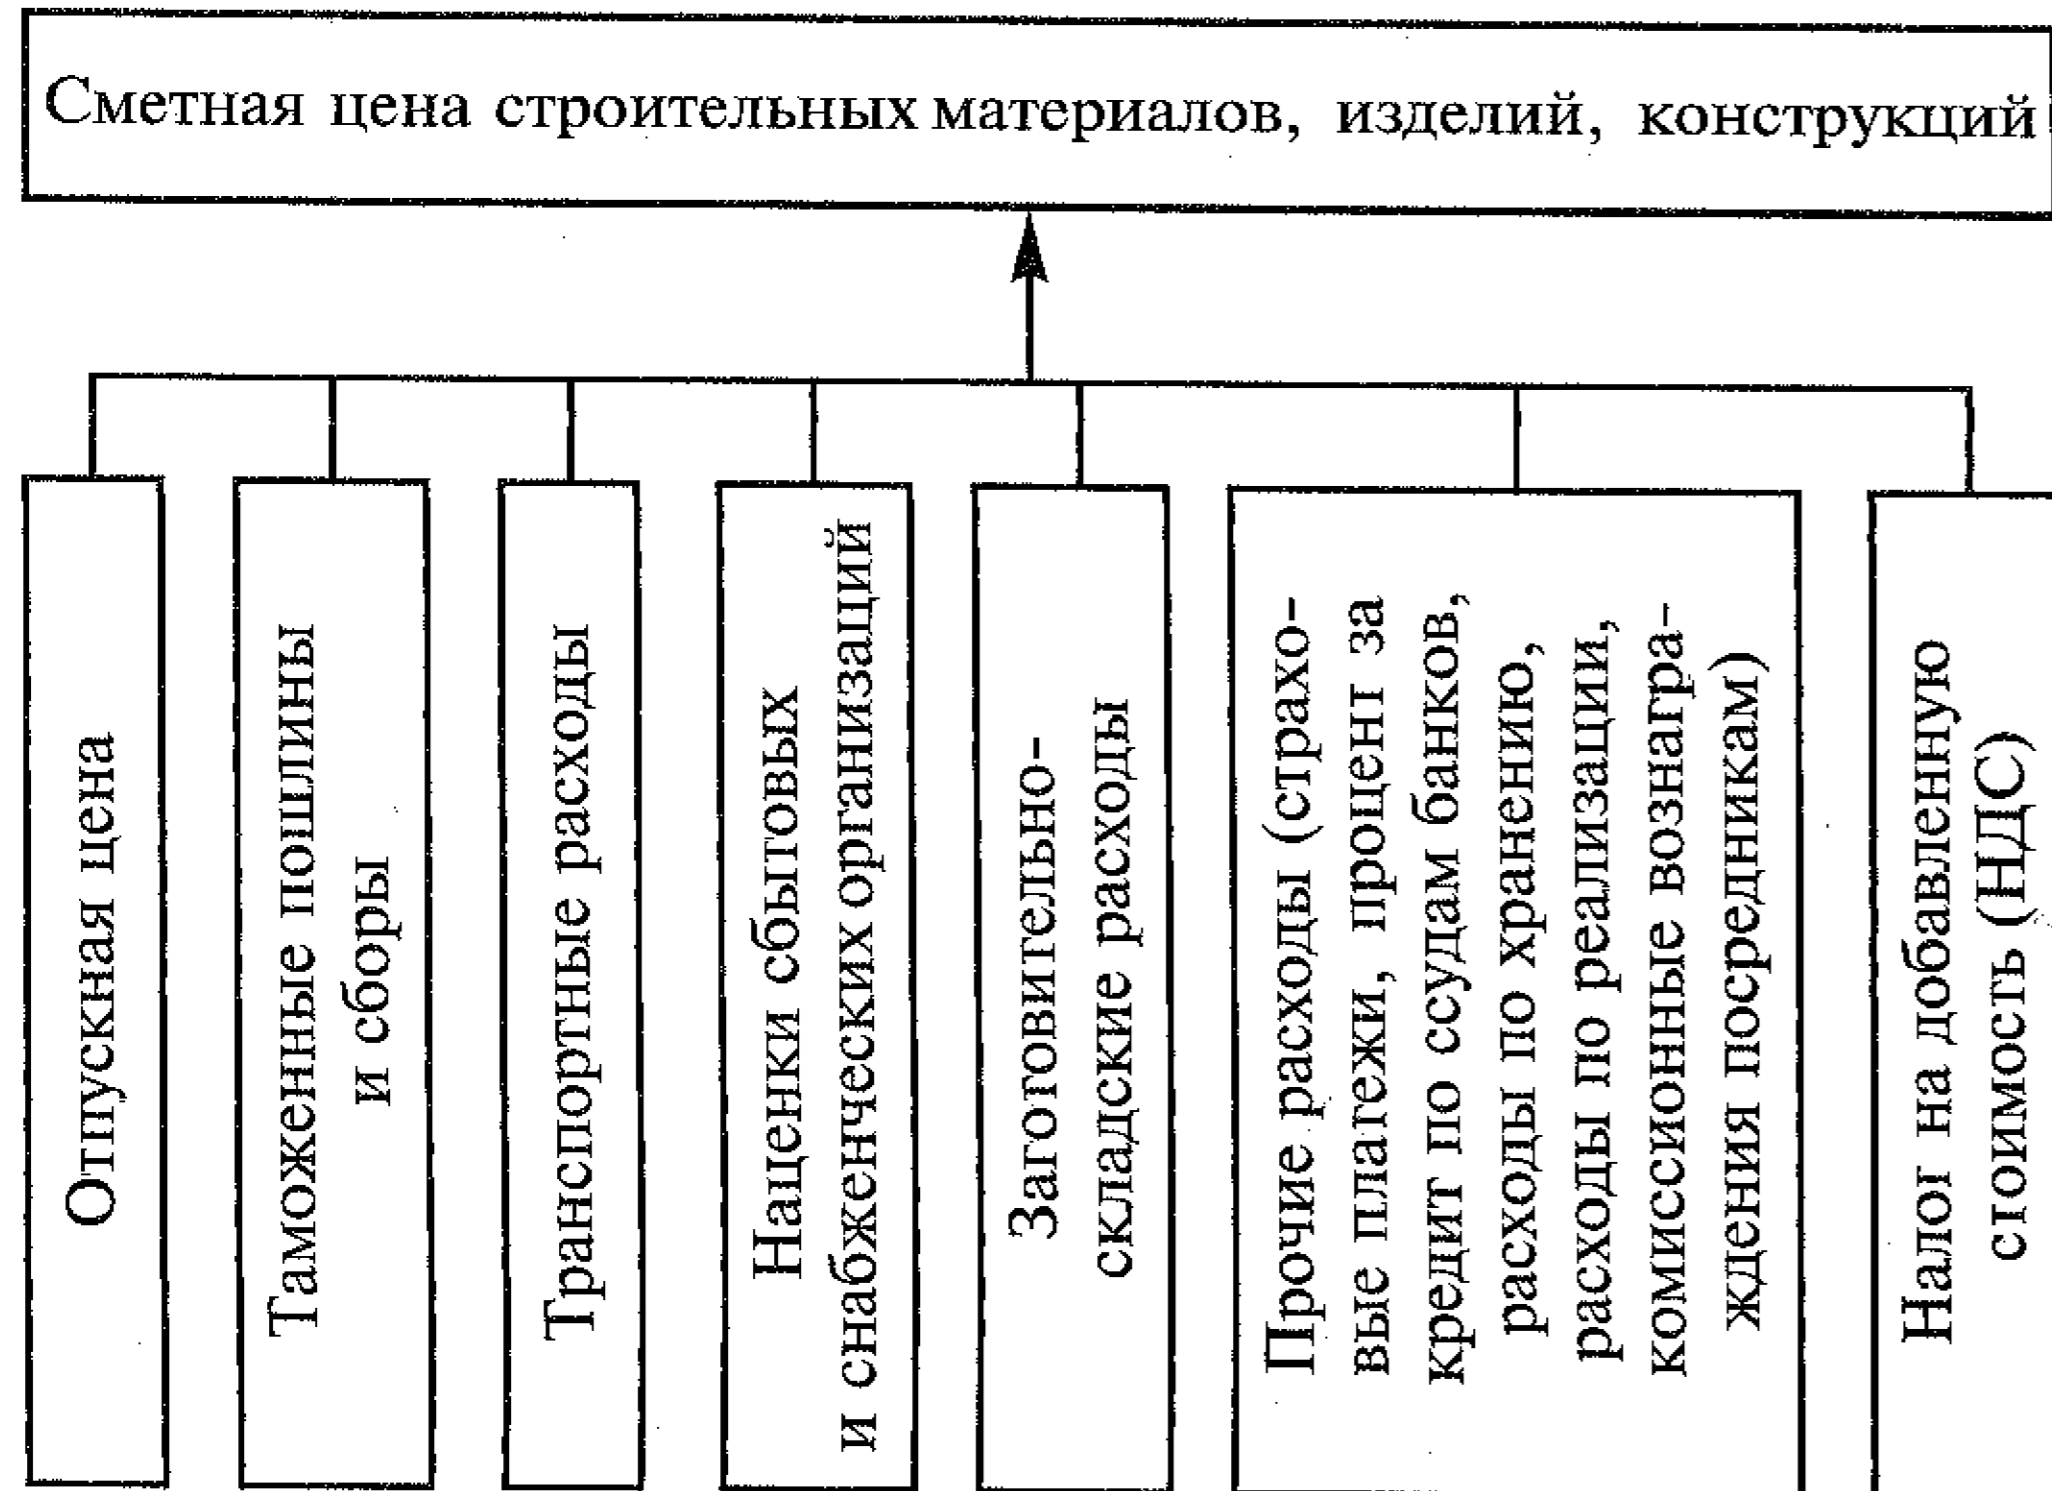 Сметная цена строительных материалов, изделий, конструкций
Отпускная цена
Таможенные пошлины
и сборы
Транспортные расходы
Наценки сбытовых
и снабженческих организаций
Заготовительно-
складские расходы
Прочие расходы (страхо-
вые платежи, процент за
кредит по ссудам банков,
расходы по хранению,
расходы по реализации,
комиссионные вознагра-
ждения посредникам)
Налог на добавленную
стоимость (НДС)